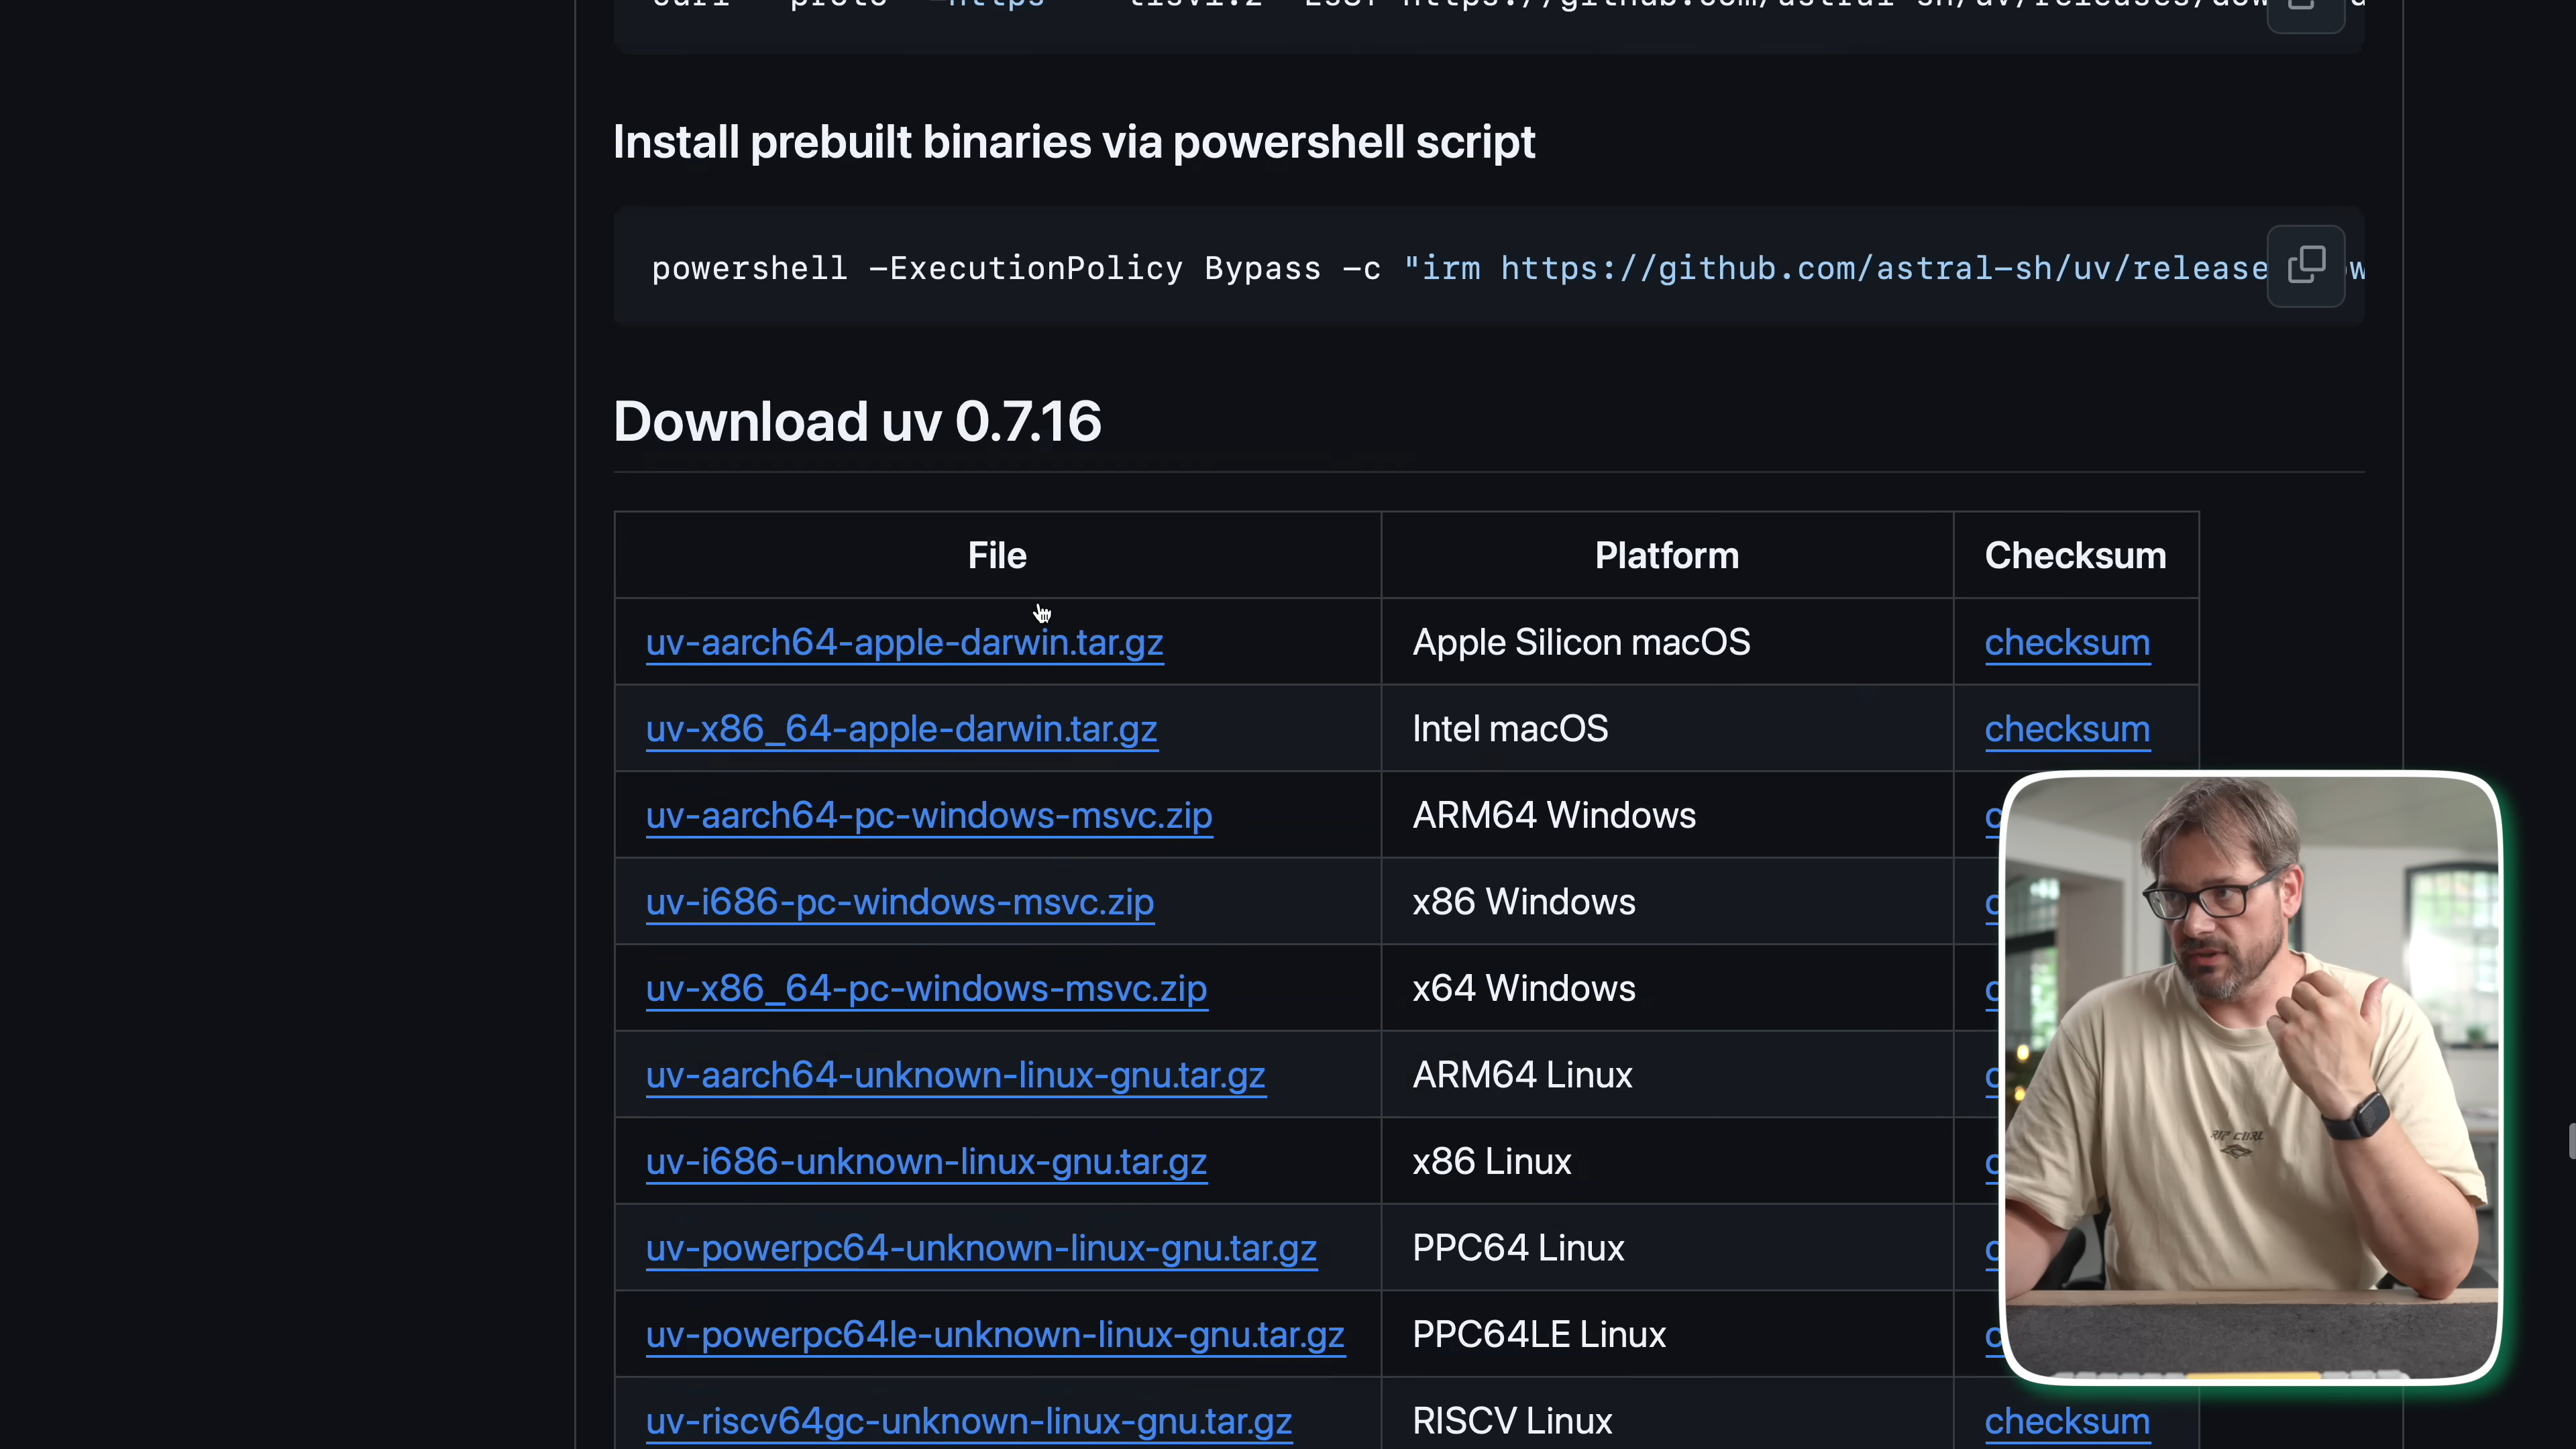 Install prebuilt binaries via powershell script
powershell -ExecutionPolicy Bypass -c "irm https://github.com/astral-sh/uv/release
Download uv 0.7.16
File Platform Checksum
uv-aarch64-apple-darwin.tar.gz Apple Silicon macOS checksum
uv-x86_64-apple-darwin.tar.gz Intel macOS checksum
uv-aarch64-pc-windows-msvc.zip ARM64 Windows
uv-i686-pc-windows-msvc.zip x86 Windows
uv-x86_64-pc-windows-msvc.zip x64 Windows
uv-aarch64-unknown-linux-gnu.tar.gz ARM64 Linux
uv-i686-unknown-linux-gnu.tar.gz x86 Linux
uv-powerpc64-unknown-linux-gnu.tar.gz PPC64 Linux
uv-powerpc64le-unknown-linux-gnu.tar.gz PPC64LE Linux
uv-riscv64gc-unknown-linux-gnu.tar.gz RISCV Linux checksum
RIP CURL